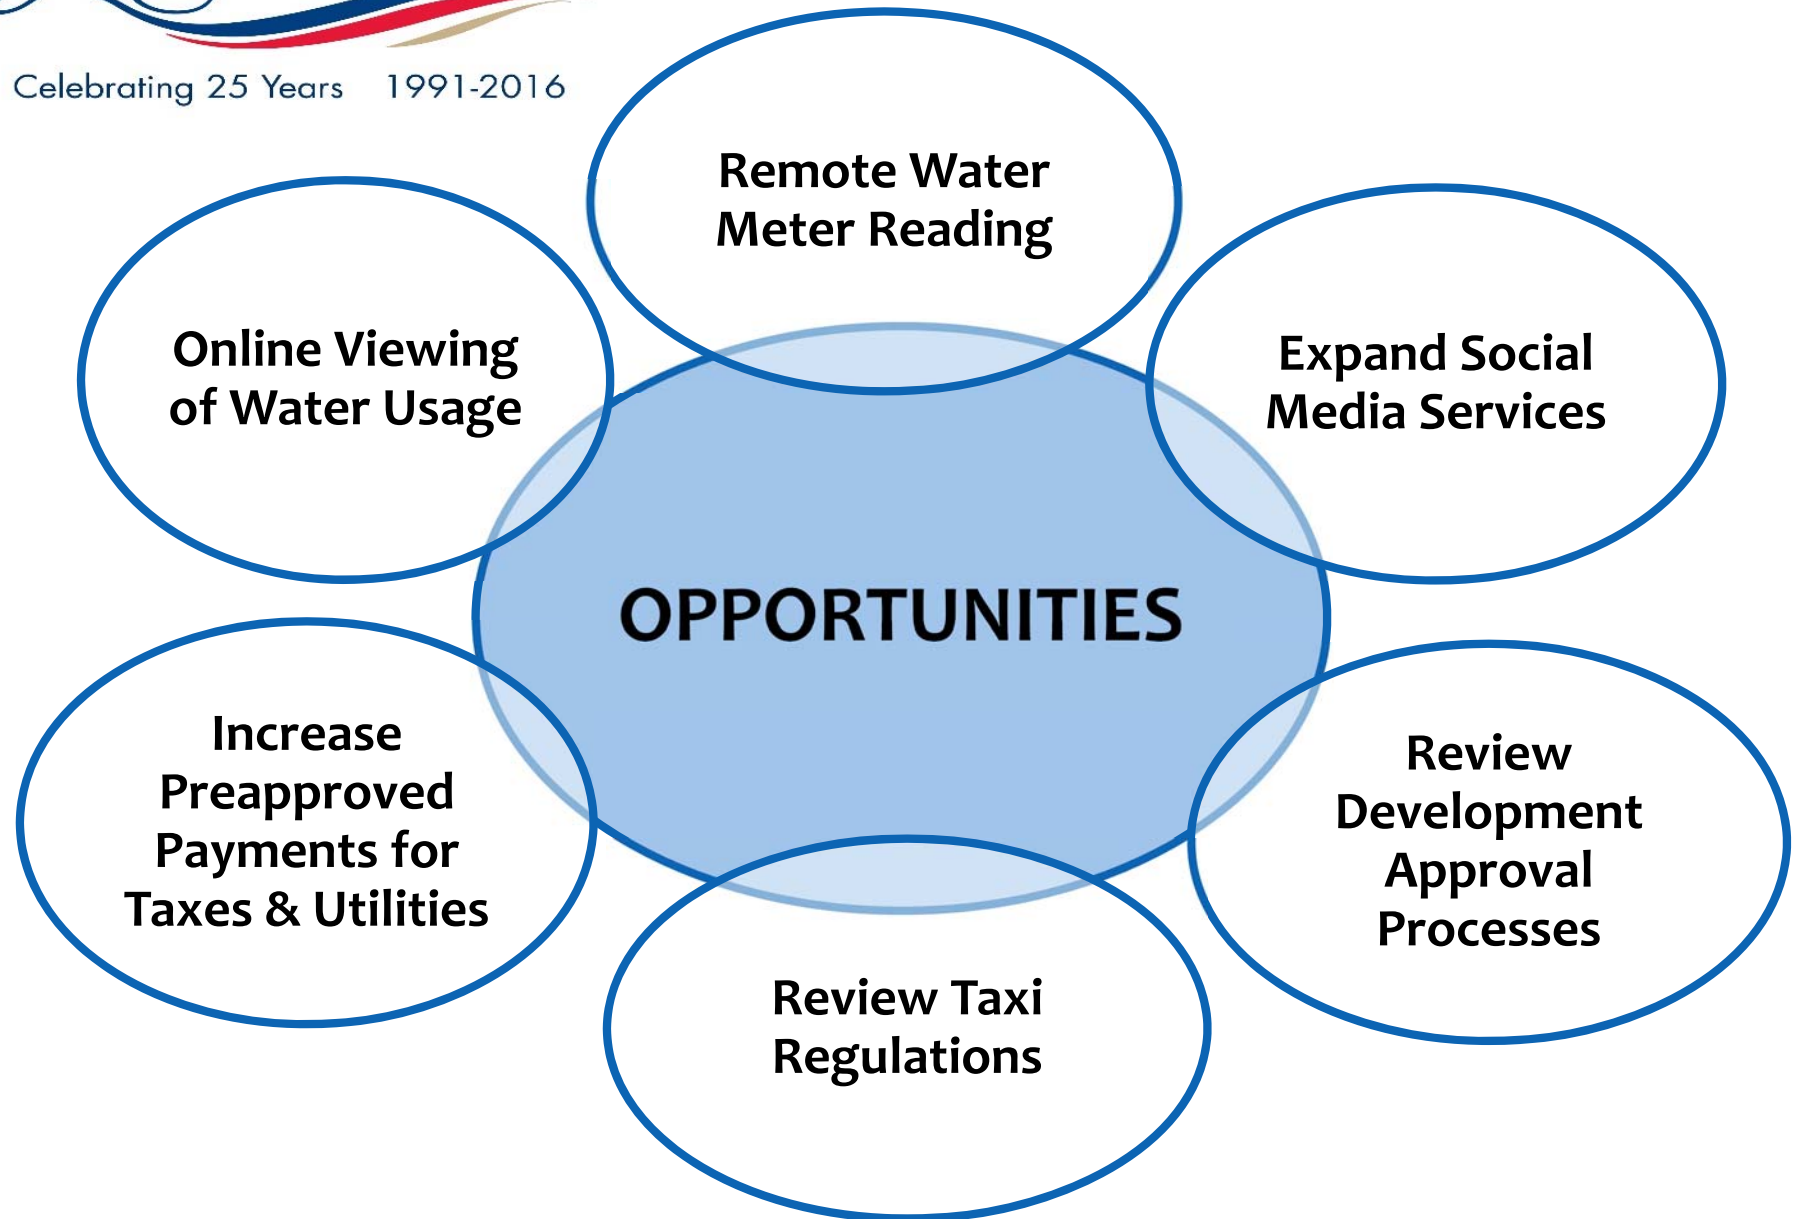 Celebrating 25 Years 1991-2016
Remote Water
Meter Reading
Online Viewing
of Water Usage
Expand Social
Media Services
OPPORTUNITIES
Increase
Preapproved
Payments for
Taxes & Utilities
Review
Development
Approval
Processes
Review Taxi
Regulations